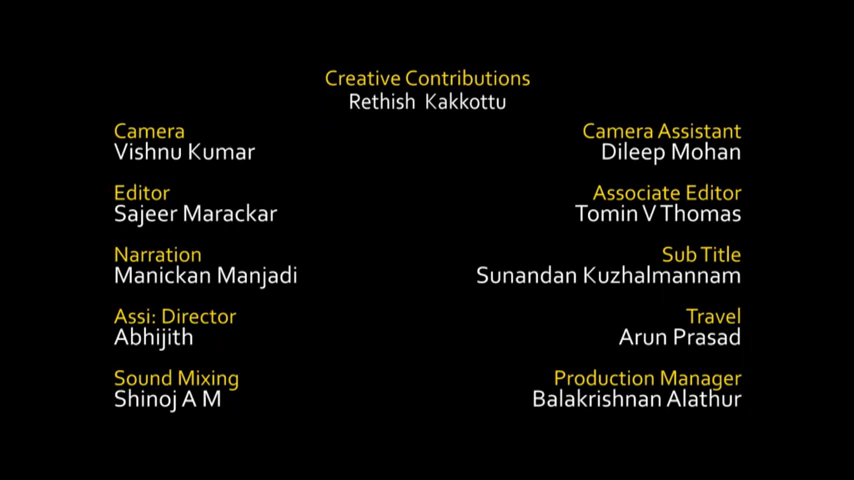 Creative Contributions
Rethish Kakkottu
Camera
Vishnu Kumar
Camera Assistant
Dileep Mohan
Editor
Sajeer Marackar
Associate Editor
Tomin V Thomas
Narration
Manickan Manjadi
Sub Title
Sunandan Kuzhalmannam
Assi: Director
Abhijith
Travel
Arun Prasad
Sound Mixing
Shinoj A M
Production Manager
Balakrishnan Alathur